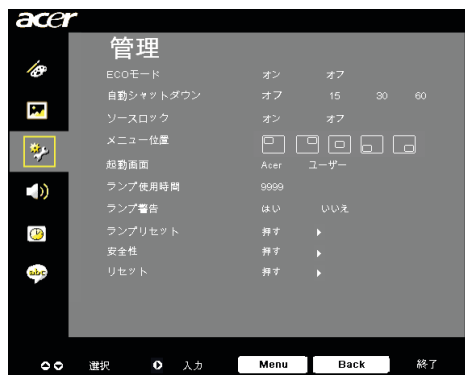 acer
管理
ECOモード オン オフ
自動シャットダウン オフ 15 30 60
ソースロック オン オフ
メニュー位置
起動画面 Acer ユーザー
ランプ使用時間 9999
ランプ警告 はい いいえ
ランプリセット 押す
安全性 押す
リセット 押す
abc
選択 入力 Menu Back 終了